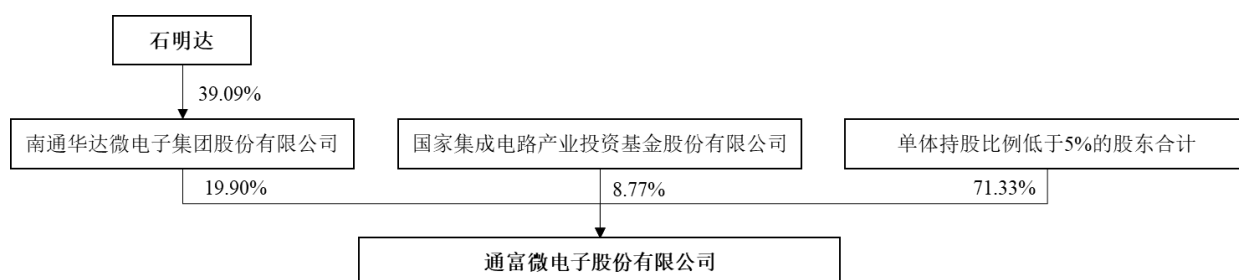 石明达
39.09%
南通华达微电子集团股份有限公司
国家集成电路产业投资基金股份有限公司
单体持股比例低于5%的股东合计
19.90%
8.77%
71.33%
通富微电子股份有限公司